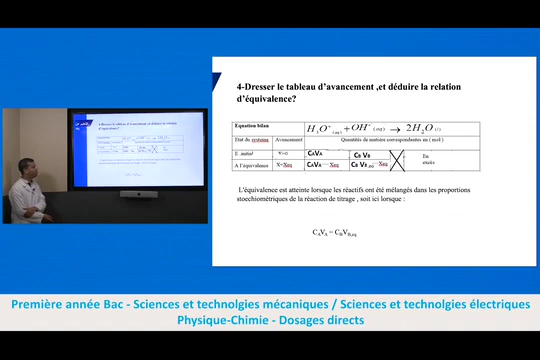 4-Dresser le tableau d'avancement ,et déduire la relation
d'équivalence?
Equation bilan H₃O⁺(aq) + OH⁻(aq) → 2H₂O(l)
Etat du système Avancement Quantités de matière correspondantes en ( mol )
E .initial X=0 CAVA CB VB En
excès
A l'équivalence X=Xeq CAVA Xeq CB VB,eq Xeq
L'équivalence est atteinte lorsque les réactifs ont été mélangés dans les proportions
stoechiométriques de la réaction de titrage , soit ici lorsque :
CAVA = CBVB,eq
Première année Bac - Sciences et technolgies mécaniques / Sciences et technolgies électriques
Physique-Chimie - Dosages directs